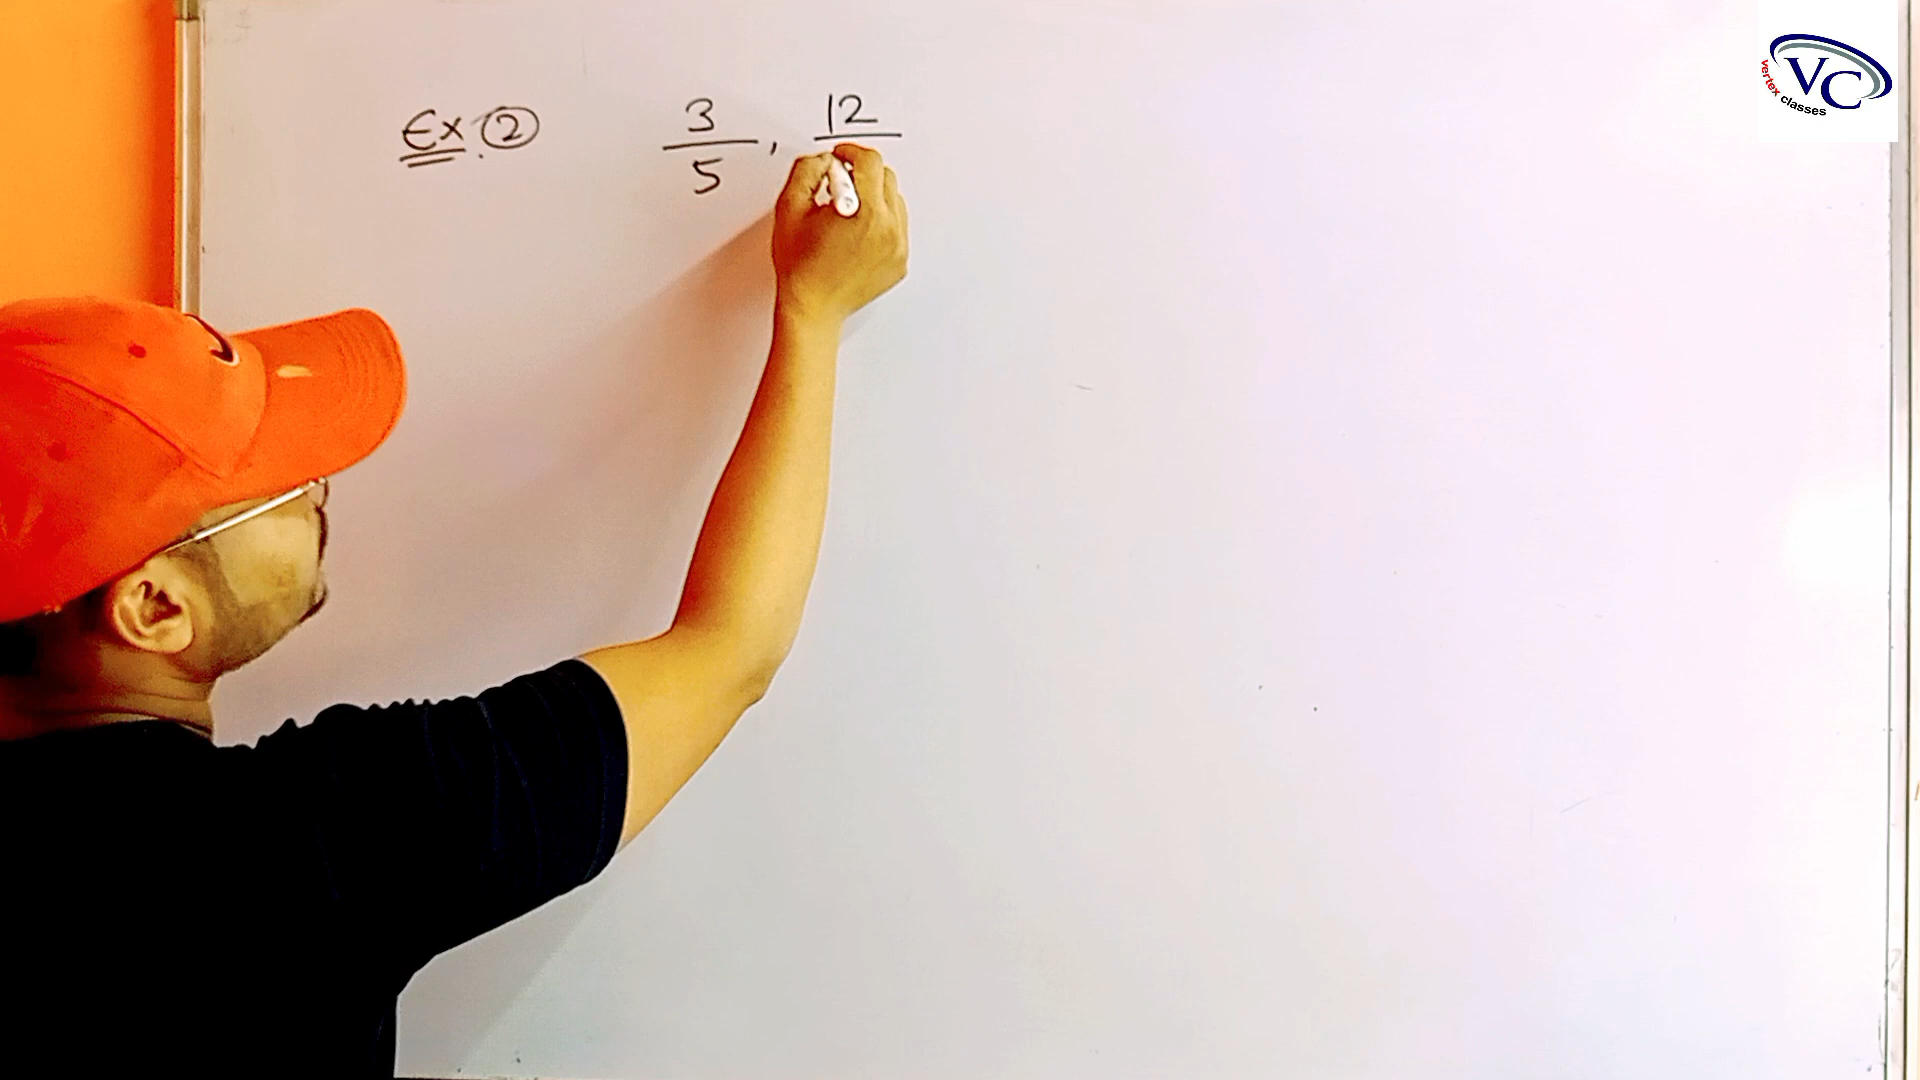 Ex. ② 3/5, 12/
VC
vertex classes